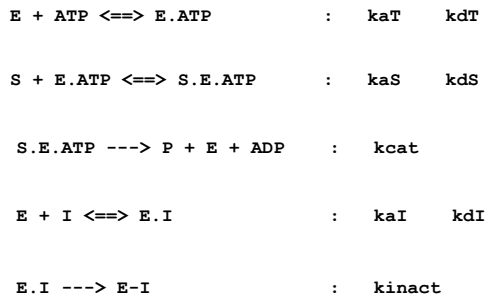 E + ATP <==> E.ATP : kaT kdT
S + E.ATP <==> S.E.ATP : kaS kdS
S.E.ATP ---> P + E + ADP : kcat
E + I <==> E.I : kaI kdI
E.I ---> E-I : kinact